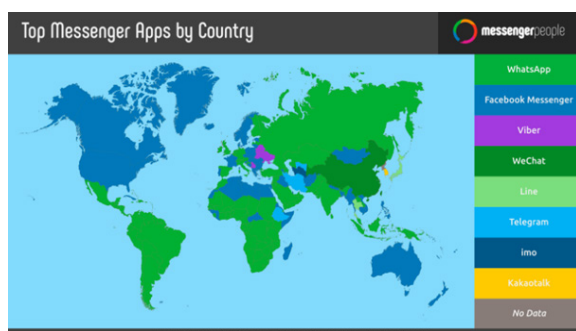 Top Messenger Apps by Country
messengerpeople
WhatsApp
Facebook Messenger
Viber
WeChat
Line
Telegram
imo
Kakaotalk
No Data